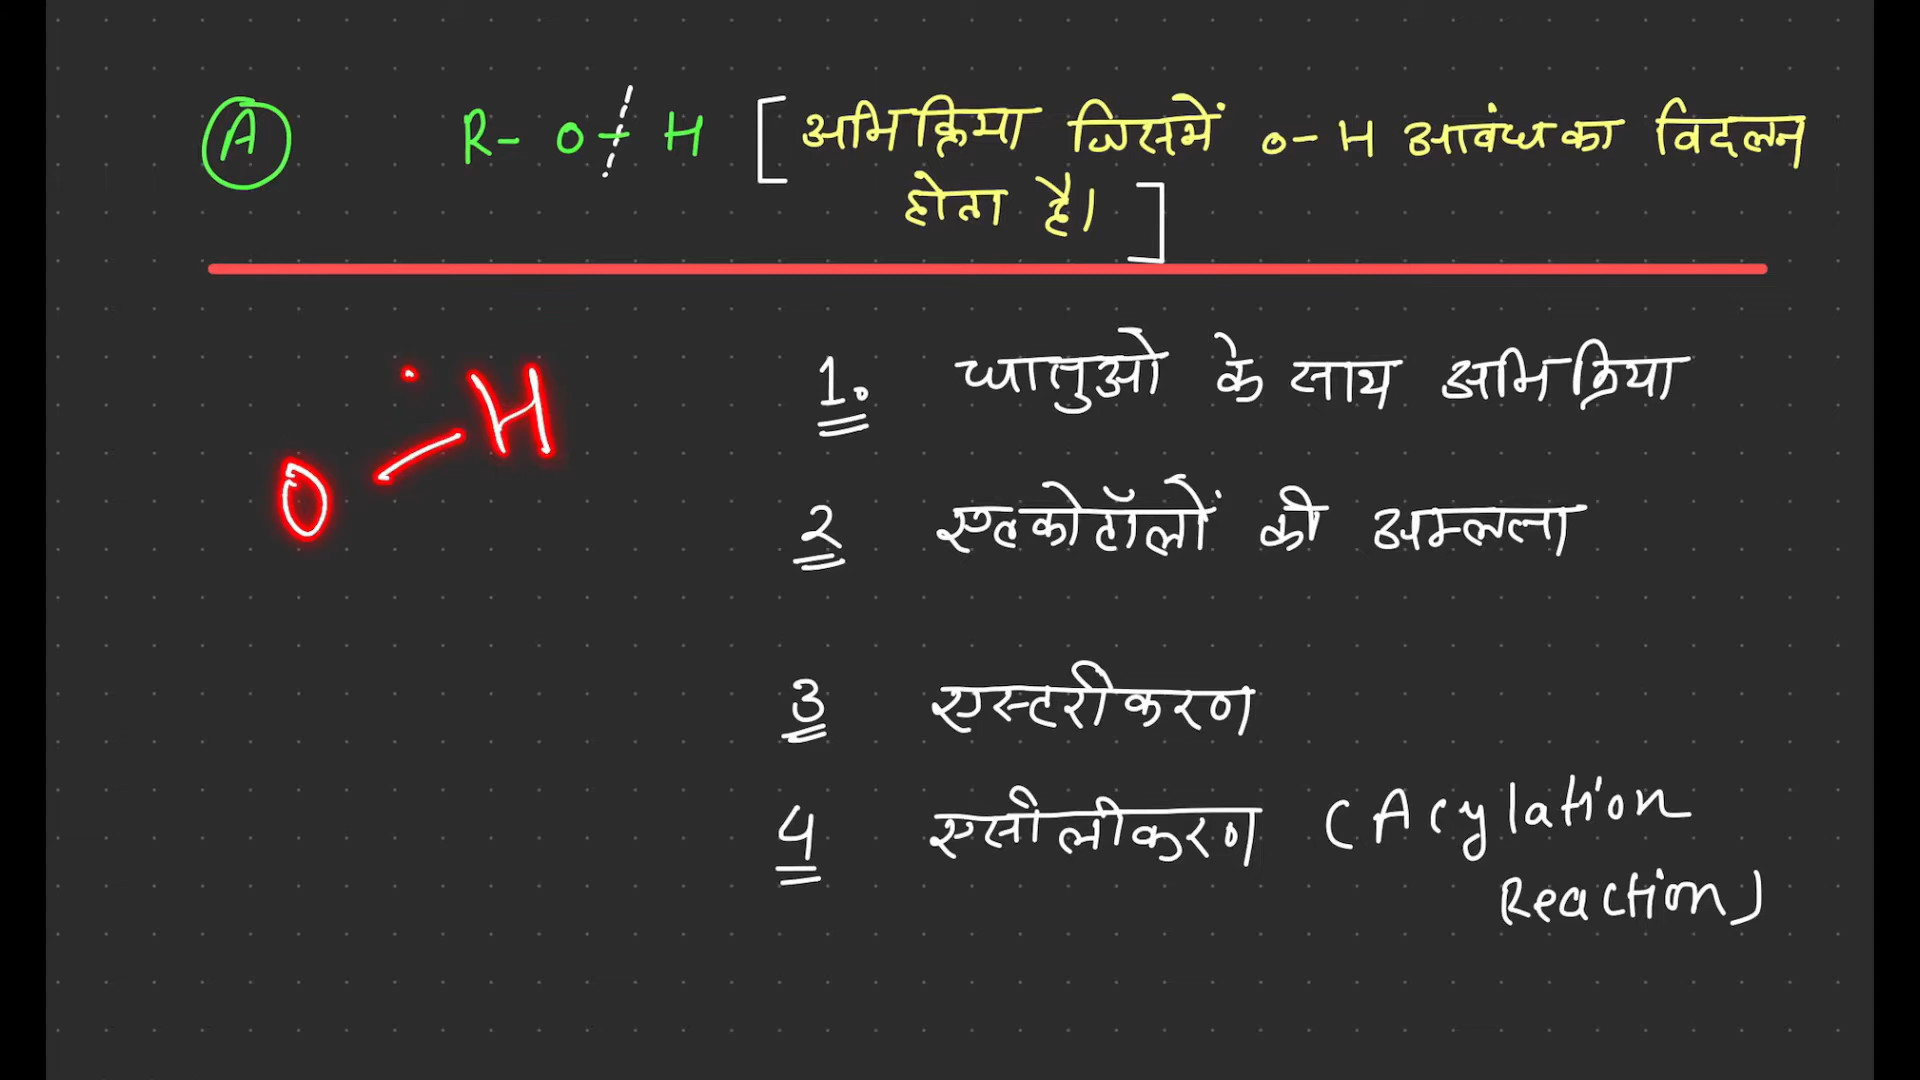 A R-O-H [अभिक्रिया जिसमें O-H आबंध का विदलन
होता है। ]
O-H
1. धातुओ के साथ अभिक्रिया
2 एल्कोहॉलों की अम्लता
3 एस्टरीकरण
4 एसीलीकरण (Acylation
Reaction)